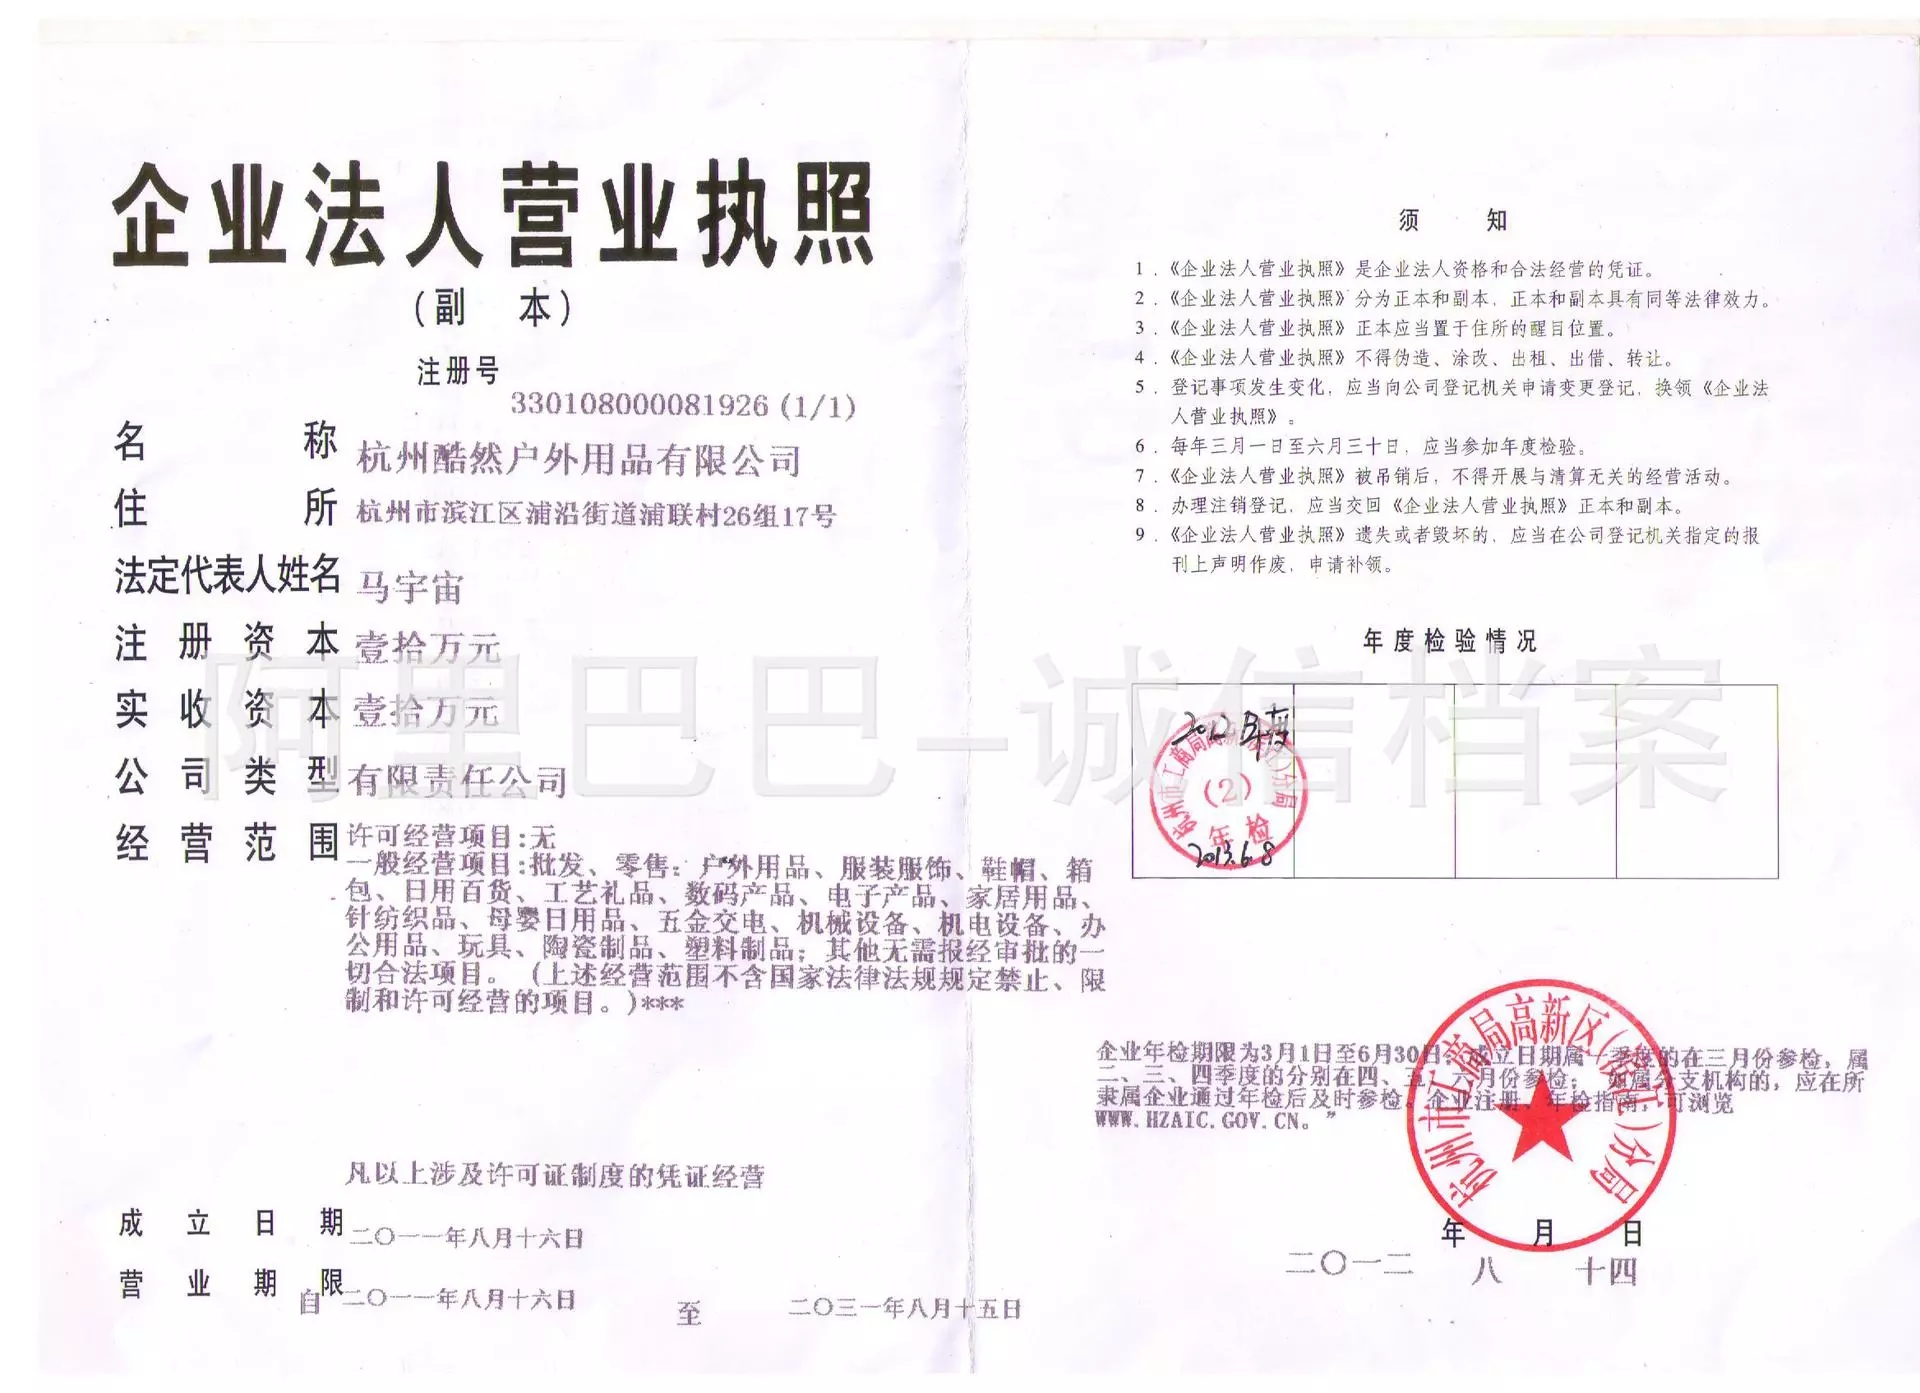 企业法人营业执照
(副 本)
注册号
330108000081926 (1/1)
名 称 杭州酷然户外用品有限公司
住 所 杭州市滨江区浦沿街道浦联村26组17号
法定代表人姓名 马宇宙
注册资本 壹拾万元
实收资本 壹拾万元
公司类型 有限责任公司
经营范围 许可经营项目:无
一般经营项目:批发、零售：户外用品、服装服饰、鞋帽、箱
包、日用百货、工艺礼品、数码产品、电子产品、家居用品、
针纺织品、母婴日用品、五金交电、机械设备、机电设备、办
公用品、玩具、陶瓷制品、塑料制品；其他无需报经审批的一
切合法项目。（上述经营范围不含国家法律法规规定禁止、限
制和许可经营的项目。)***
凡以上涉及许可证制度的凭证经营
成立日期 二〇一一年八月十六日
营业期限 自 二〇一一年八月十六日 至 二〇三一年八月十五日
须 知
1．《企业法人营业执照》是企业法人资格和合法经营的凭证。
2．《企业法人营业执照》分为正本和副本，正本和副本具有同等法律效力。
3．《企业法人营业执照》正本应当置于住所的醒目位置。
4．《企业法人营业执照》不得伪造、涂改、出租、出借、转让。
5．登记事项发生变化，应当向公司登记机关申请变更登记，换领《企业法
人营业执照》。
6．每年三月一日至六月三十日，应当参加年度检验。
7．《企业法人营业执照》被吊销后，不得开展与清算无关的经营活动。
8．办理注销登记，应当交回《企业法人营业执照》正本和副本。
9．《企业法人营业执照》遗失或者毁坏的，应当在公司登记机关指定的报
刊上声明作废，申请补领。
年度检验情况
2012
杭州市工商局高新区(滨江)分局
(2)
年检
2013.6.8
企业年检期限为3月1日至6月30日；成立日期属一季度的在三月份参检，属
二、三、四季度的分别在四、五、六月份参检； 如属分支机构的，应在所
隶属企业通过年检后及时参检。企业注册、年检指南，可浏览
WWW.HZAIC.GOV.CN。”
杭州市工商局高新区(滨江)分局
年 月 日
二〇一二 八 十四
阿里巴巴-诚信档案